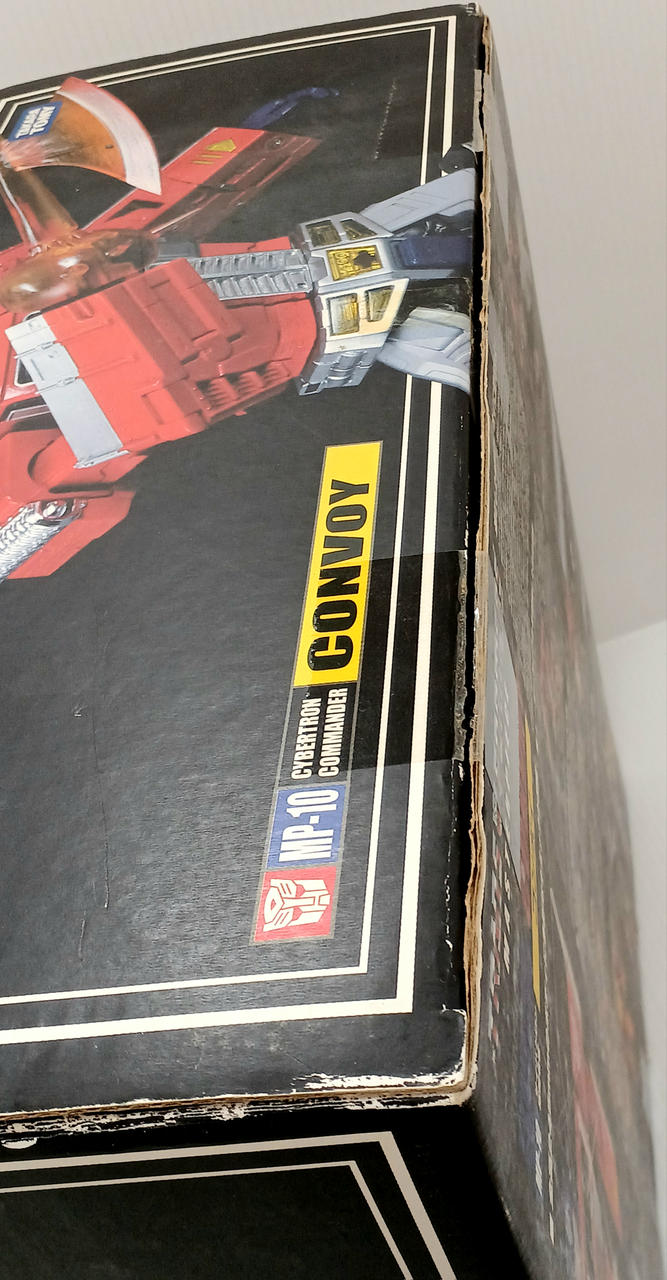 TAKARA
TOMY
MP-10
CYBERTRON
COMMANDER
CONVOY